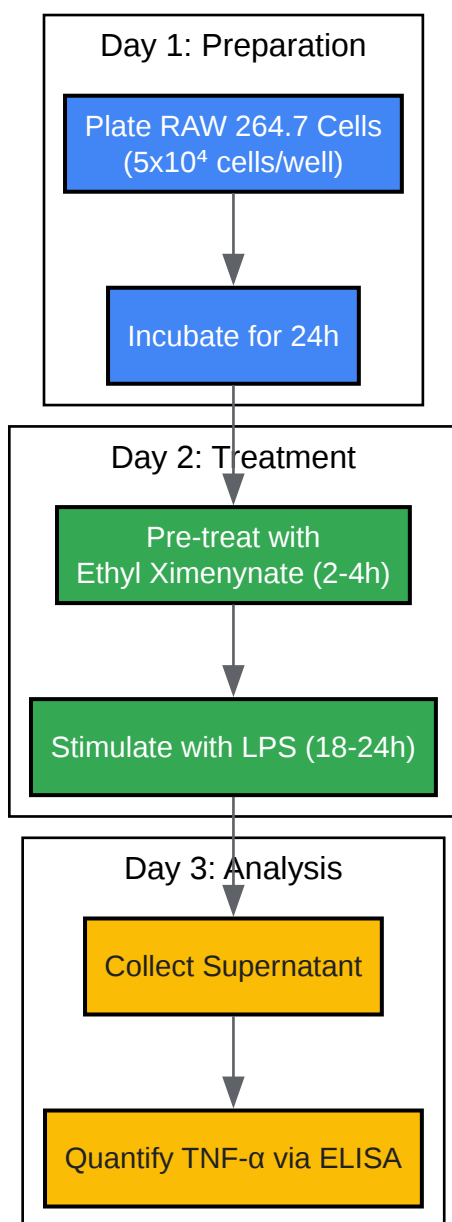 Day 1: Preparation
Plate RAW 264.7 Cells
(5x10⁴ cells/well)
Incubate for 24h
Day 2: Treatment
Pre-treat with
Ethyl Ximenynate (2-4h)
Stimulate with LPS (18-24h)
Day 3: Analysis
Collect Supernatant
Quantify TNF-α via ELISA